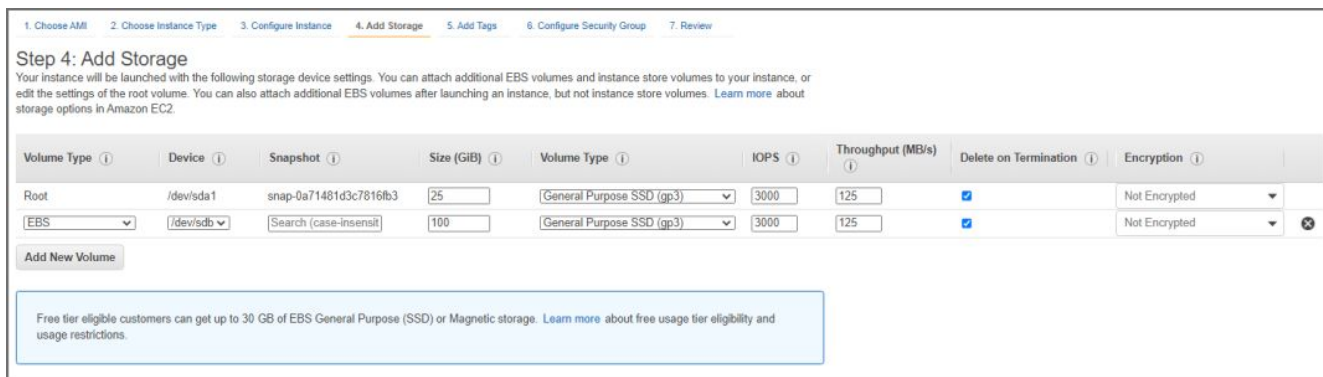 1. Choose AMI 2. Choose Instance Type 3. Configure Instance 4. Add Storage 5. Add Tags 6. Configure Security Group 7. Review
Step 4: Add Storage
Your instance will be launched with the following storage device settings. You can attach additional EBS volumes and instance store volumes to your instance, or
edit the settings of the root volume. You can also attach additional EBS volumes after launching an instance, but not instance store volumes. Learn more about
storage options in Amazon EC2.
Volume Type Device Snapshot Size (GiB) Volume Type IOPS Throughput (MB/s) Delete on Termination Encryption
Root /dev/sda1 snap-0a71481d3c7816fb3 25 General Purpose SSD (gp3) 3000 125 Not Encrypted
EBS /dev/sdb Search (case-insensit 100 General Purpose SSD (gp3) 3000 125 Not Encrypted
Add New Volume
Free tier eligible customers can get up to 30 GB of EBS General Purpose (SSD) or Magnetic storage. Learn more about free usage tier eligibility and
usage restrictions.